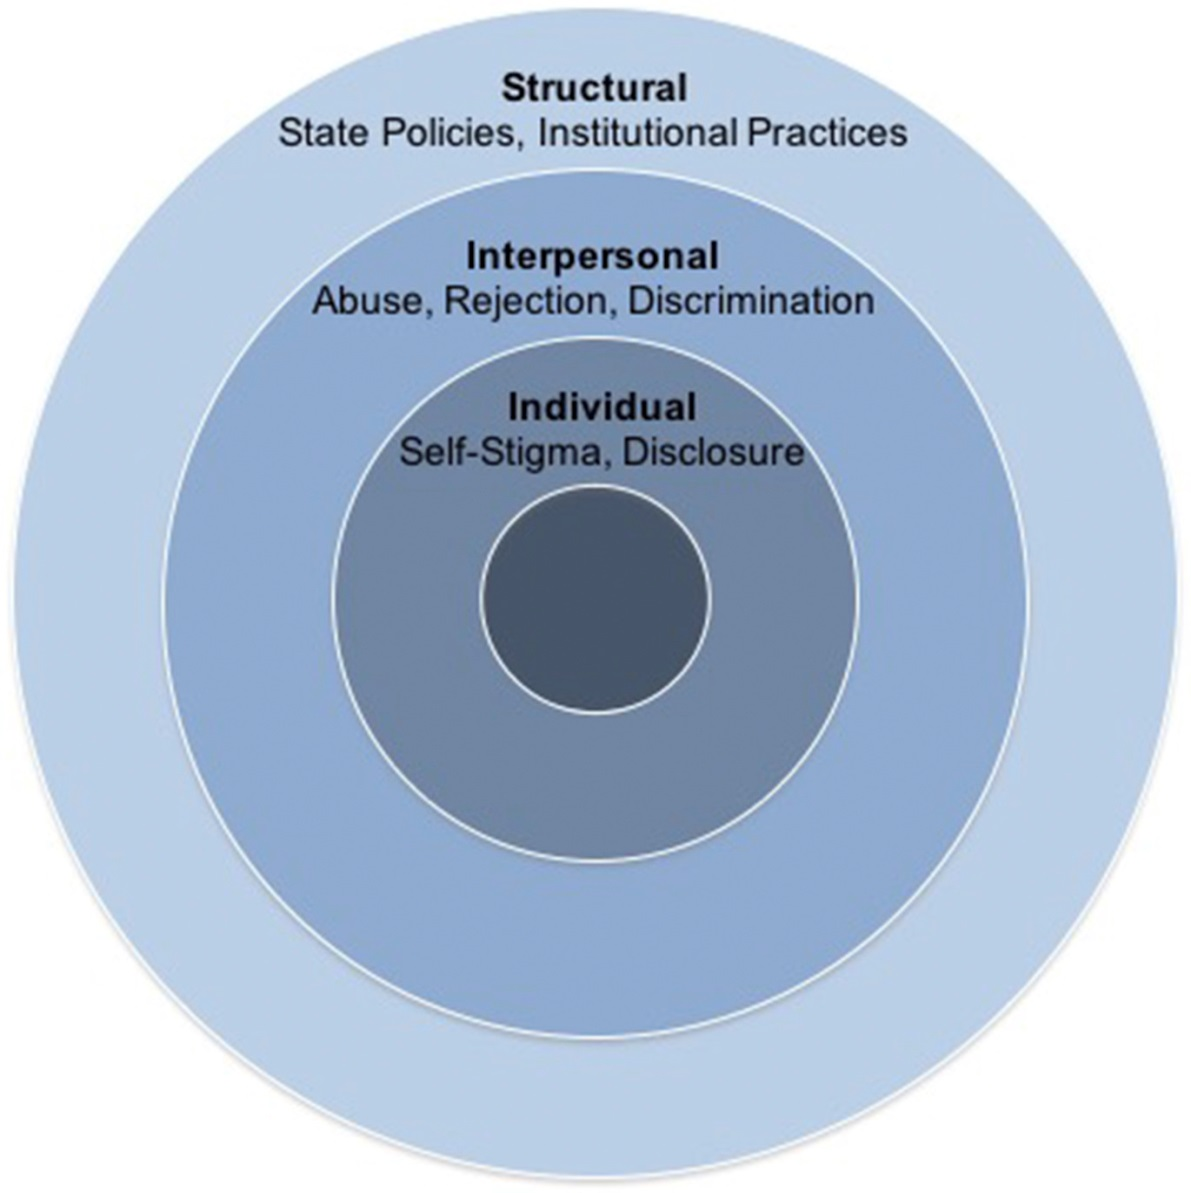 Structural
State Policies, Institutional Practices
Interpersonal
Abuse, Rejection, Discrimination
Individual
Self-Stigma, Disclosure